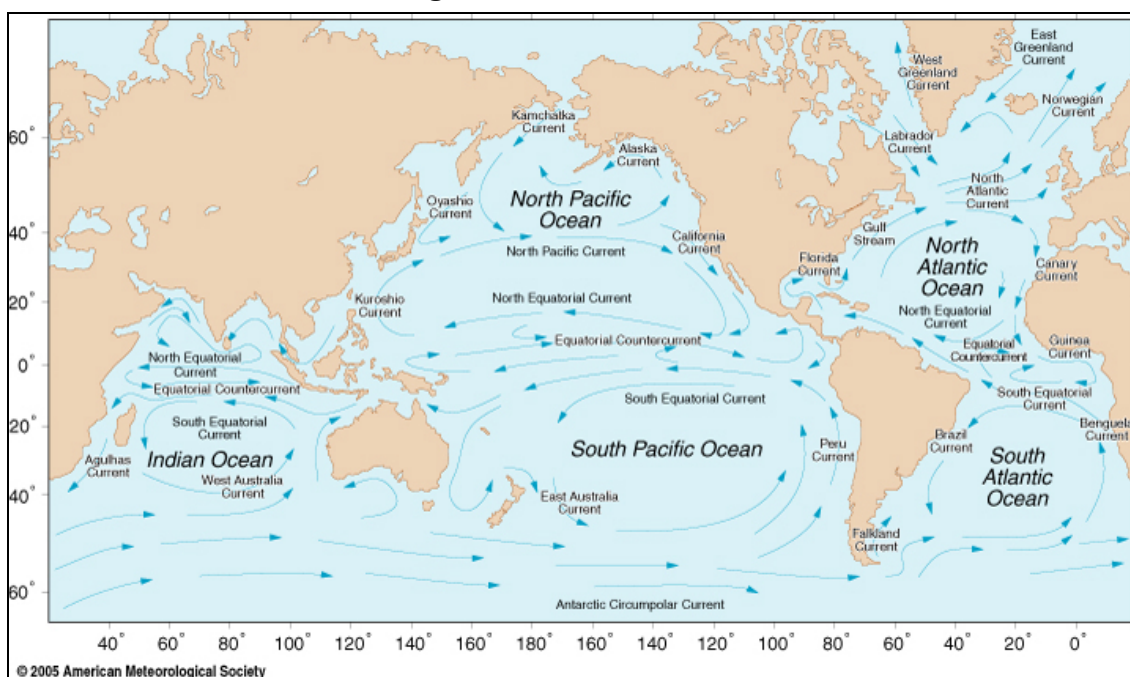 East
Greenland
Current
West
Greenland
Current
Norwegian
Current
Kamchatka
Current
60°
Labrador
Current
Alaska
Current
North
Atlantic
Current
Oyashio
Current
North Pacific
Ocean
40°
Gulf
Stream
California
Current
North Pacific Current
North
Atlantic
Ocean
Florida
Current
Canary
Current
20°
Kuroshio
Current
North Equatorial Current
North Equatorial
Current
Equatorial Countercurrent
Equatorial
Countercurrent
Guinea
Current
0°
North Equatorial
Current
Equatorial Countercurrent
South Equatorial Current
South Equatorial
Current
20°
South Equatorial
Current
Benguela
Current
Brazil
Current
Peru
Current
South Pacific Ocean
South
Atlantic
Ocean
Agulhas
Current
Indian Ocean
West Australia
Current
40°
East Australia
Current
Falkland
Current
60°
Antarctic Circumpolar Current
40° 60° 80° 100° 120° 140° 160° 180° 160° 140° 120° 100° 80° 60° 40° 20° 0°
© 2005 American Meteorological Society